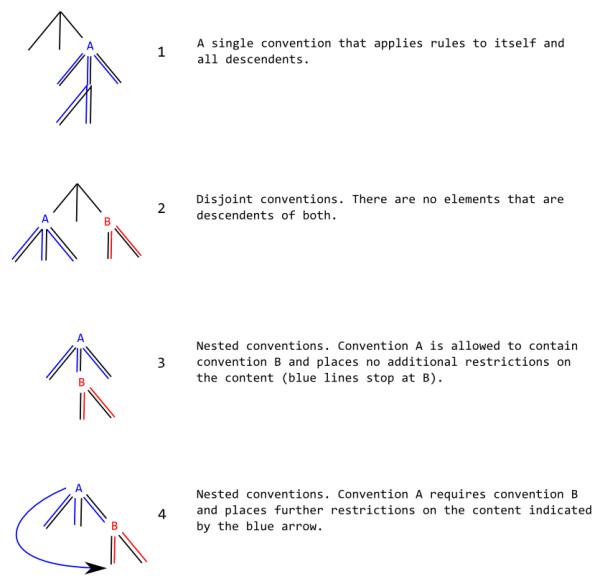 A
1
A single convention that applies rules to itself and
all descendents.
A
B
2
Disjoint conventions. There are no elements that are
descendents of both.
A
B
3
Nested conventions. Convention A is allowed to contain
convention B and places no additional restrictions on
the content (blue lines stop at B).
A
B
4
Nested conventions. Convention A requires convention B
and places further restrictions on the content indicated
by the blue arrow.